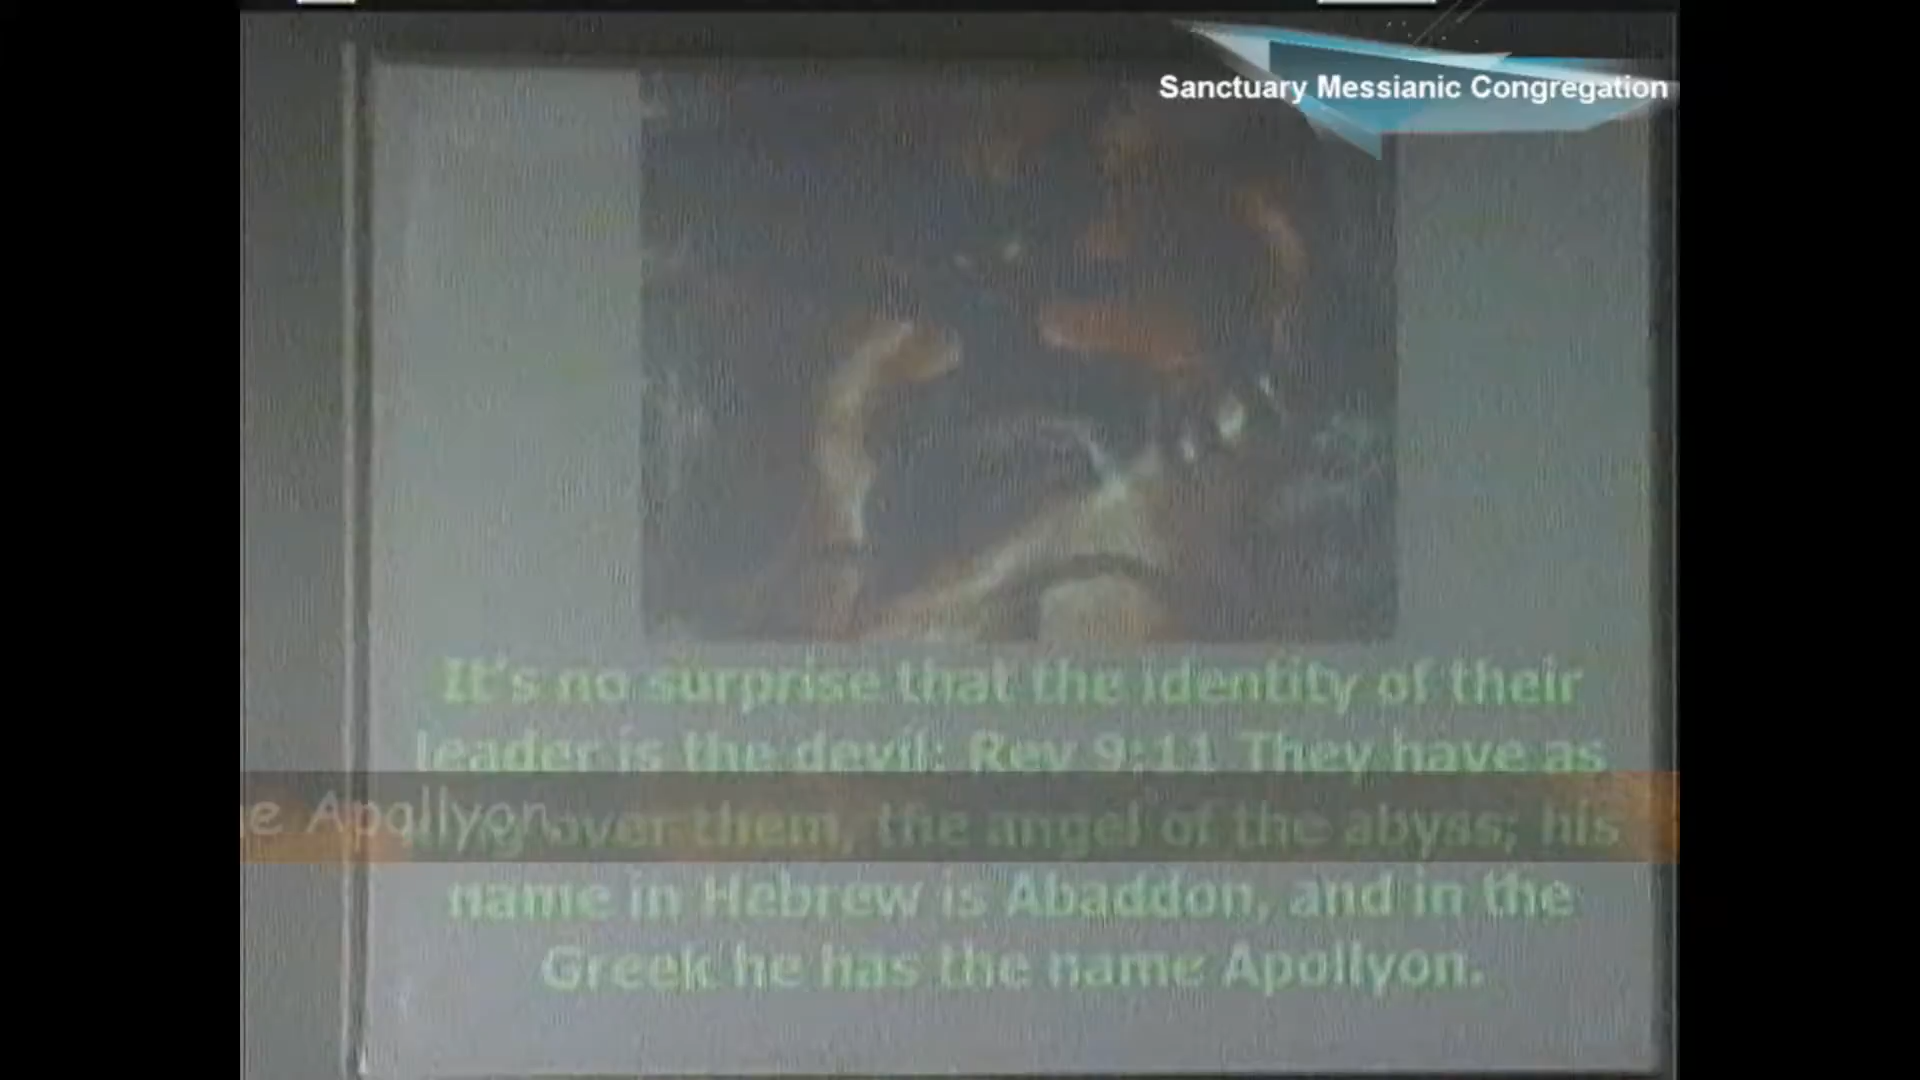 Sanctuary Messianic Congregation
It's no surprise that the identity of their
leader is the devil: Rev 9:11 They have as
over them, the angel of the abyss; his
e Apollyon.
name in Hebrew is Abaddon, and in the
Greek he has the name Apollyon.